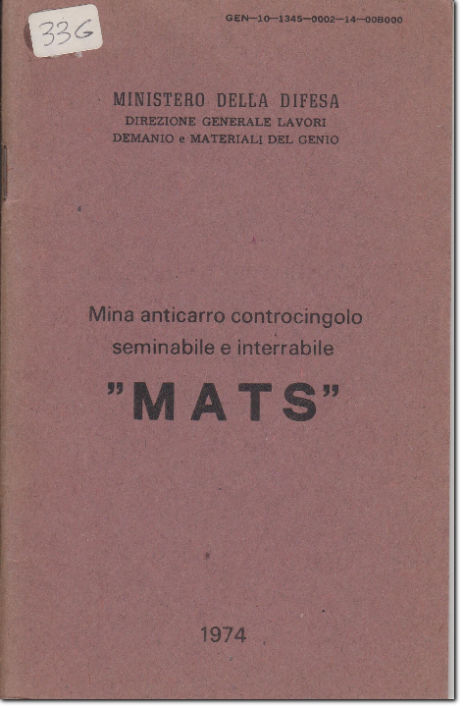 33G
GEN—10—1345—0002—14—00B000
MINISTERO DELLA DIFESA
DIREZIONE GENERALE LAVORI
DEMANIO e MATERIALI DEL GENIO
Mina anticarro controcingolo
seminabile e interrabile
"MATS"
1974